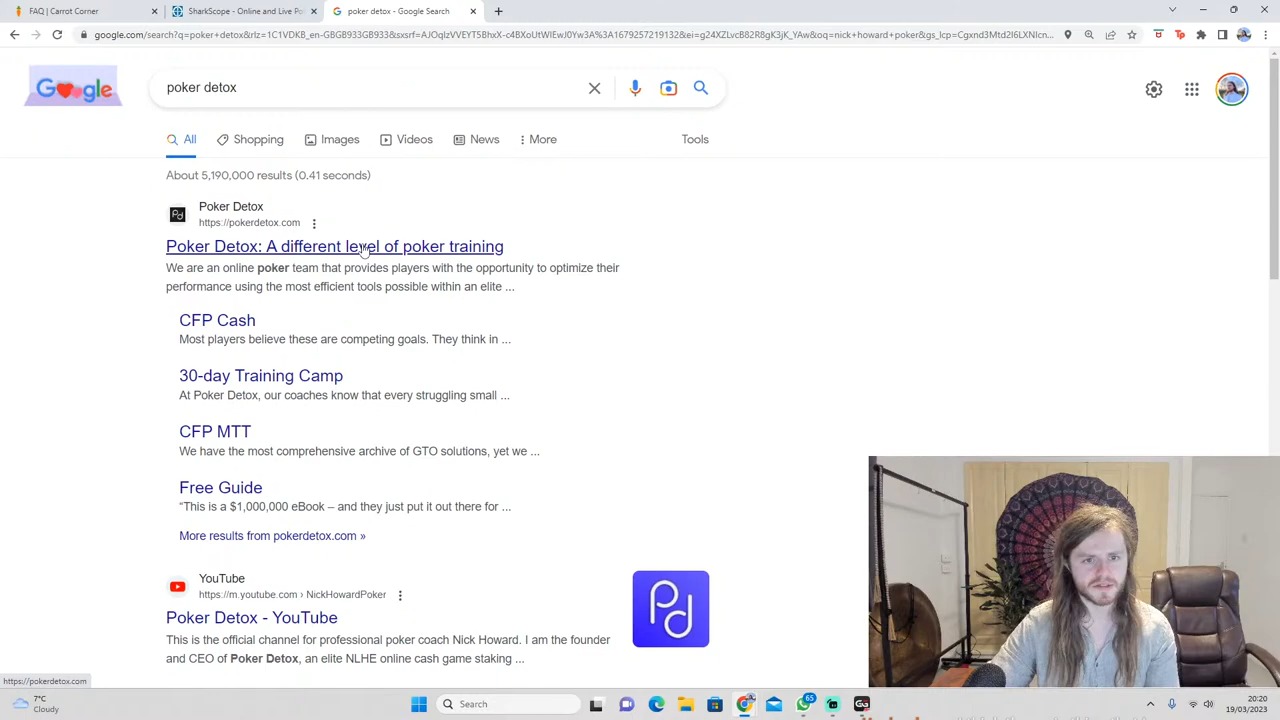 FAQ | Carrot Corner
SharkScope - Online and Live Po
poker detox - Google Search
Google
poker detox
All
Shopping
Images
Videos
News
More
Tools
About 5,190,000 results (0.41 seconds)
Poker Detox
https://pokerdetox.com
Poker Detox: A different level of poker training
We are an online poker team that provides players with the opportunity to optimize their
performance using the most efficient tools possible within an elite ...
CFP Cash
Most players believe these are competing goals. They think in ...
30-day Training Camp
At Poker Detox, our coaches know that every struggling small ...
CFP MTT
We have the most comprehensive archive of GTO solutions, yet we ...
Free Guide
“This is a $1,000,000 eBook – and they just put it out there for ...
More results from pokerdetox.com »
YouTube
https://m.youtube.com › NickHowardPoker
Poker Detox - YouTube
This is the official channel for professional poker coach Nick Howard. I am the founder
and CEO of Poker Detox, an elite NLHE online cash game staking ...
https://pokerdetox.com
7°C
Cloudy
Search
65
20:20
19/03/2023